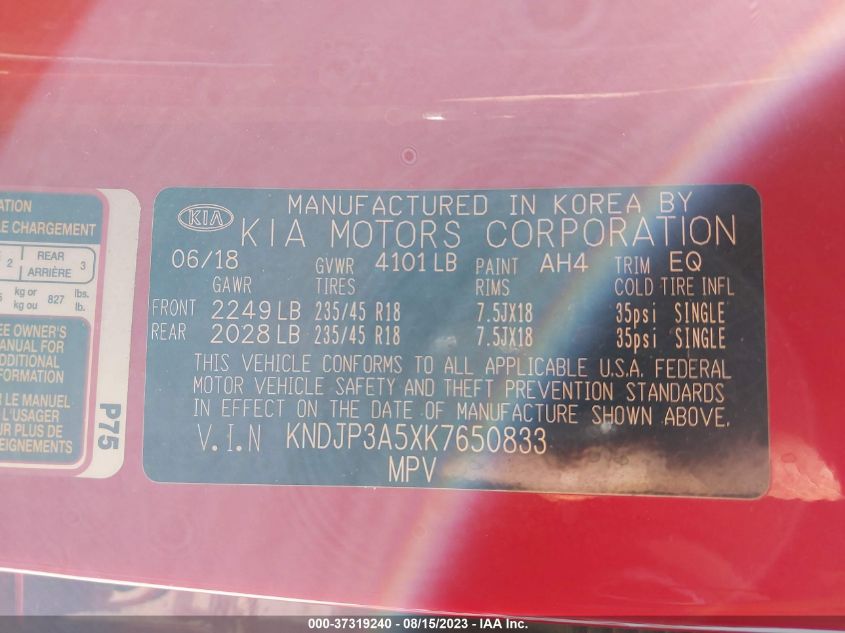 ATION
LE CHARGEMENT
2 REAR 3
ARRIÈRE
kg or 827 lbs.
kg ou lb.
EE OWNER'S
MANUAL FOR
ADDITIONAL
FORMATION
LE MANUEL
L'USAGER
UR PLUS DE
EIGNEMENTS
P75
KIA
MANUFACTURED IN KOREA BY
KIA MOTORS CORPORATION
06/18 GVWR 4101 LB PAINT AH4 TRIM EQ
GAWR TIRES RIMS COLD TIRE INFL
FRONT 2249 LB 235/45 R18 7.5JX18 35psi SINGLE
REAR 2028 LB 235/45 R18 7.5JX18 35psi SINGLE
THIS VEHICLE CONFORMS TO ALL APPLICABLE U.S.A. FEDERAL
MOTOR VEHICLE SAFETY AND THEFT PREVENTION STANDARDS
IN EFFECT ON THE DATE OF MANUFACTURE SHOWN ABOVE.
V.I.N KNDJP3A5XK7650833
MPV
000-37319240 - 08/15/2023 - IAA Inc.